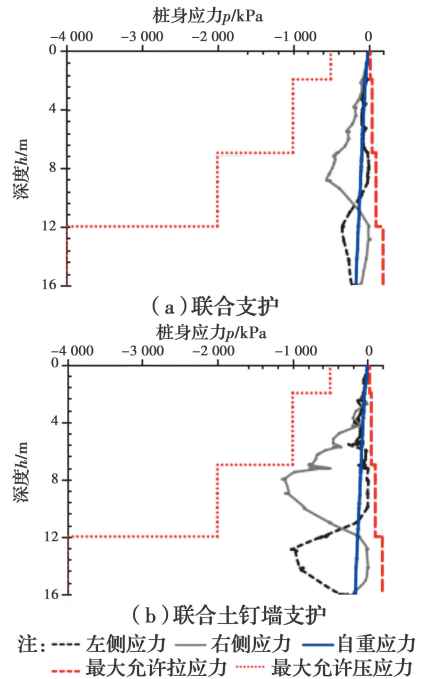 桩身应力p/kPa
−4 000 −3 000 −2 000 −1 000 0
0
4
8
12
16
深度h/m
(a)联合支护
桩身应力p/kPa
−4 000 −3 000 −2 000 −1 000 0
0
4
8
12
16
深度h/m
(b)联合土钉墙支护
注: 左侧应力 右侧应力 自重应力
最大允许拉应力 最大允许压应力